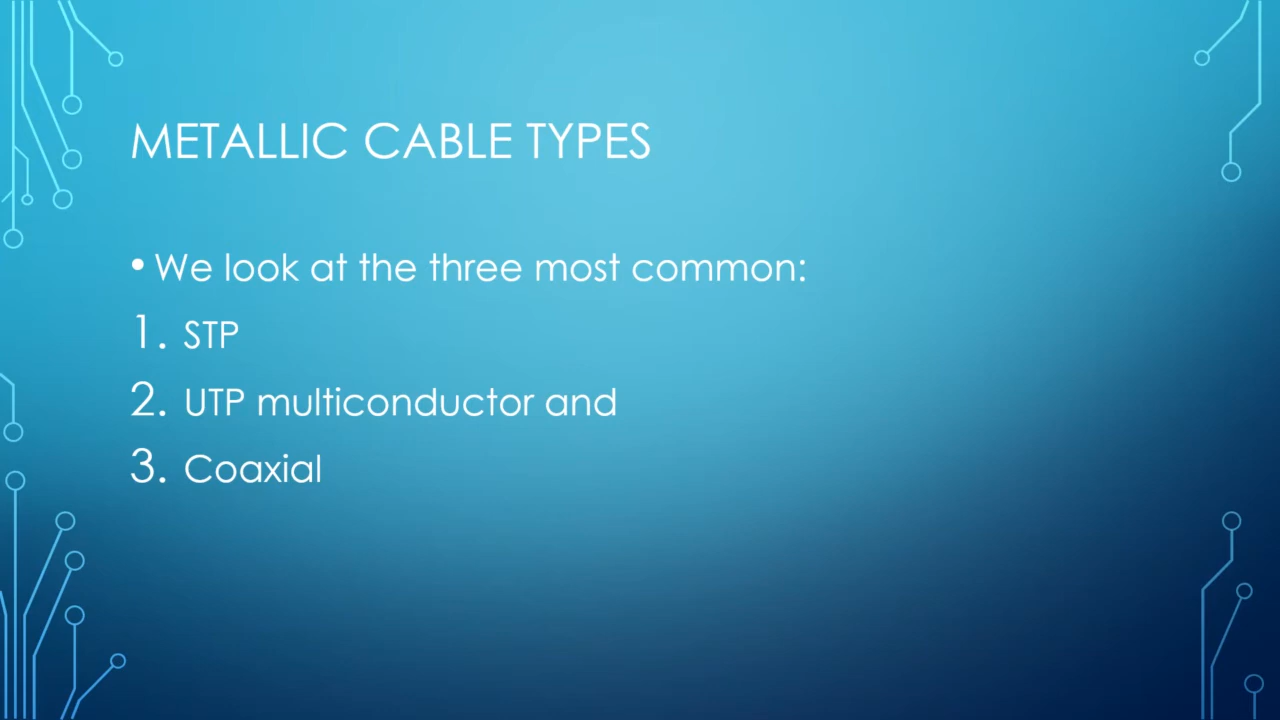 METALLIC CABLE TYPES
• We look at the three most common:
1. STP
2. UTP multiconductor and
3. Coaxial